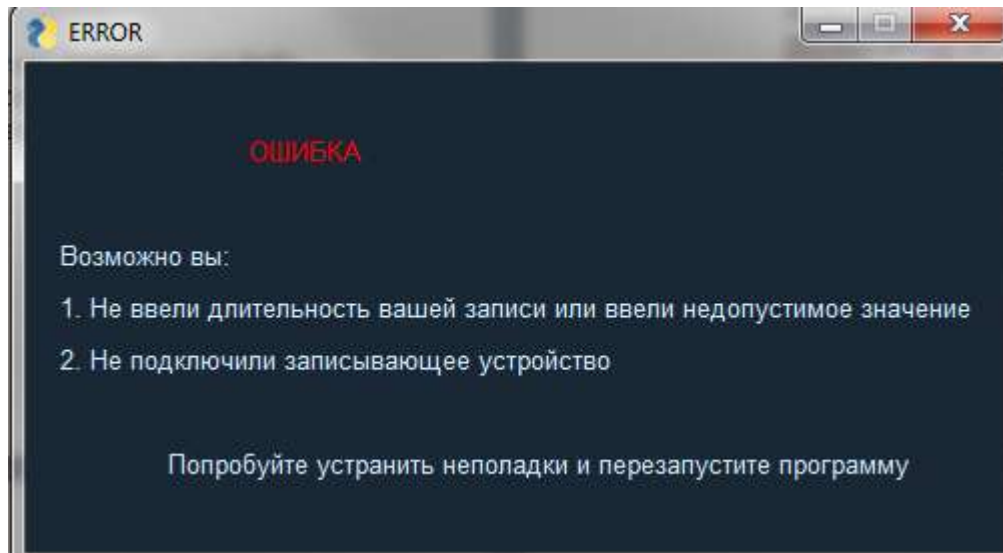 ERROR
ОШИБКА
Возможно вы:
1. Не ввели длительность вашей записи или ввели недопустимое значение
2. Не подключили записывающее устройство
Попробуйте устранить неполадки и перезапустите программу